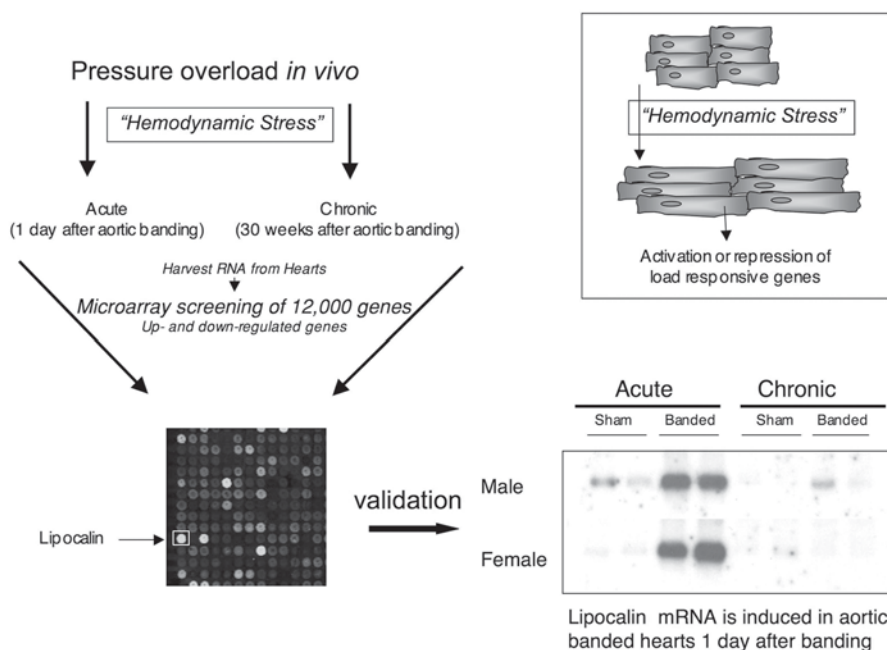 Pressure overload in vivo
"Hemodynamic Stress"
Acute
(1 day after aortic banding)
Chronic
(30 weeks after aortic banding)
Harvest RNA from Hearts
Microarray screening of 12,000 genes
Up- and down-regulated genes
Lipocalin
validation
"Hemodynamic Stress"
Activation or repression of
load responsive genes
Acute Chronic
Sham Banded Sham Banded
Male
Female
Lipocalin mRNA is induced in aortic
banded hearts 1 day after banding